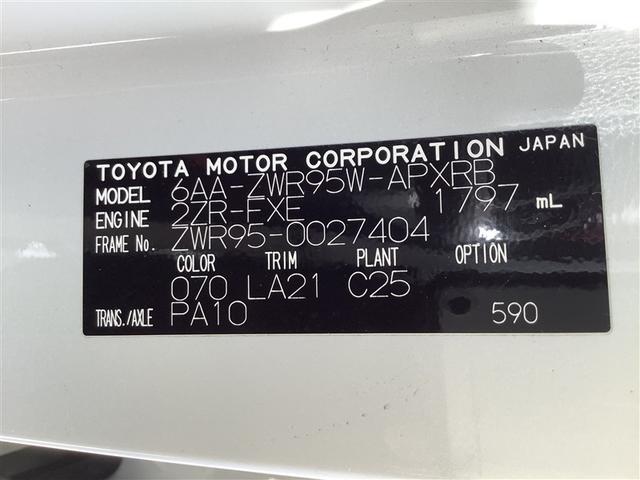 TOYOTA MOTOR CORPORATION JAPAN
MODEL 6AA-ZWR95W-APXRB
ENGINE 2ZR-FXE 1797 mL
FRAME No. ZWR95-0027404
COLOR TRIM PLANT OPTION
070 LA21 C25
TRANS./AXLE PA10 590